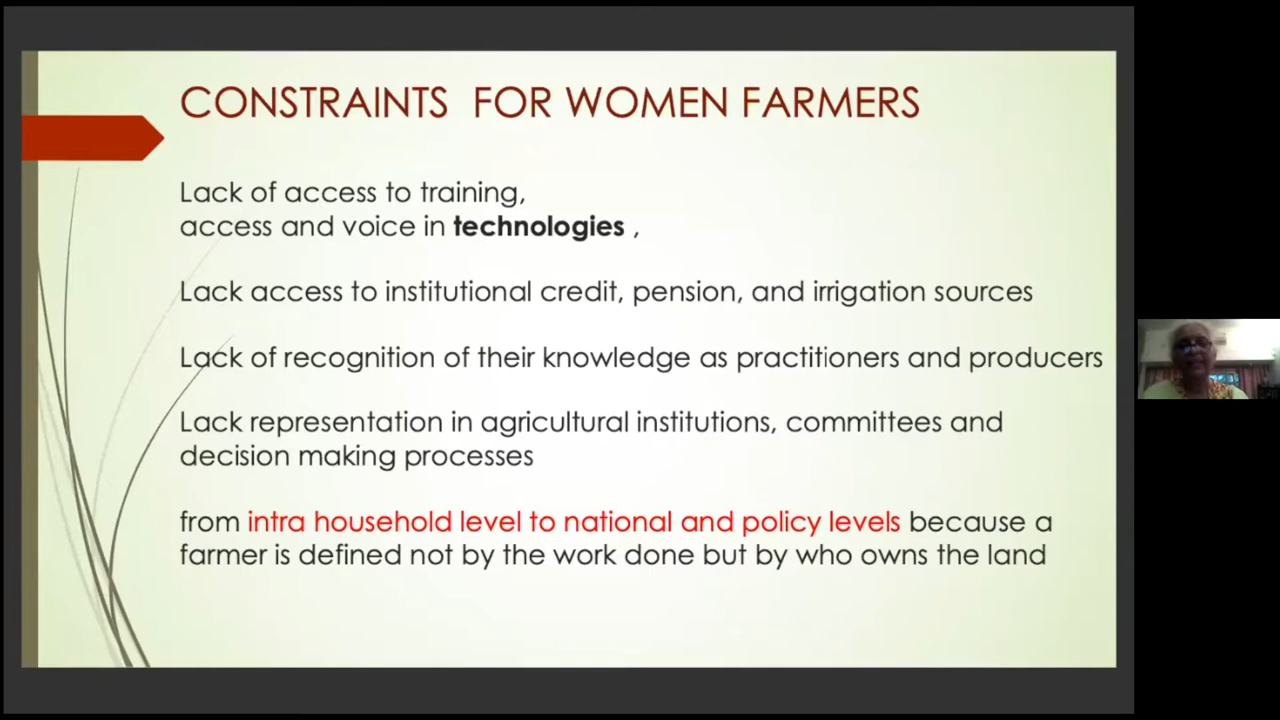 CONSTRAINTS FOR WOMEN FARMERS
Lack of access to training,
access and voice in technologies ,
Lack access to institutional credit, pension, and irrigation sources
Lack of recognition of their knowledge as practitioners and producers
Lack representation in agricultural institutions, committees and
decision making processes
from intra household level to national and policy levels because a
farmer is defined not by the work done but by who owns the land